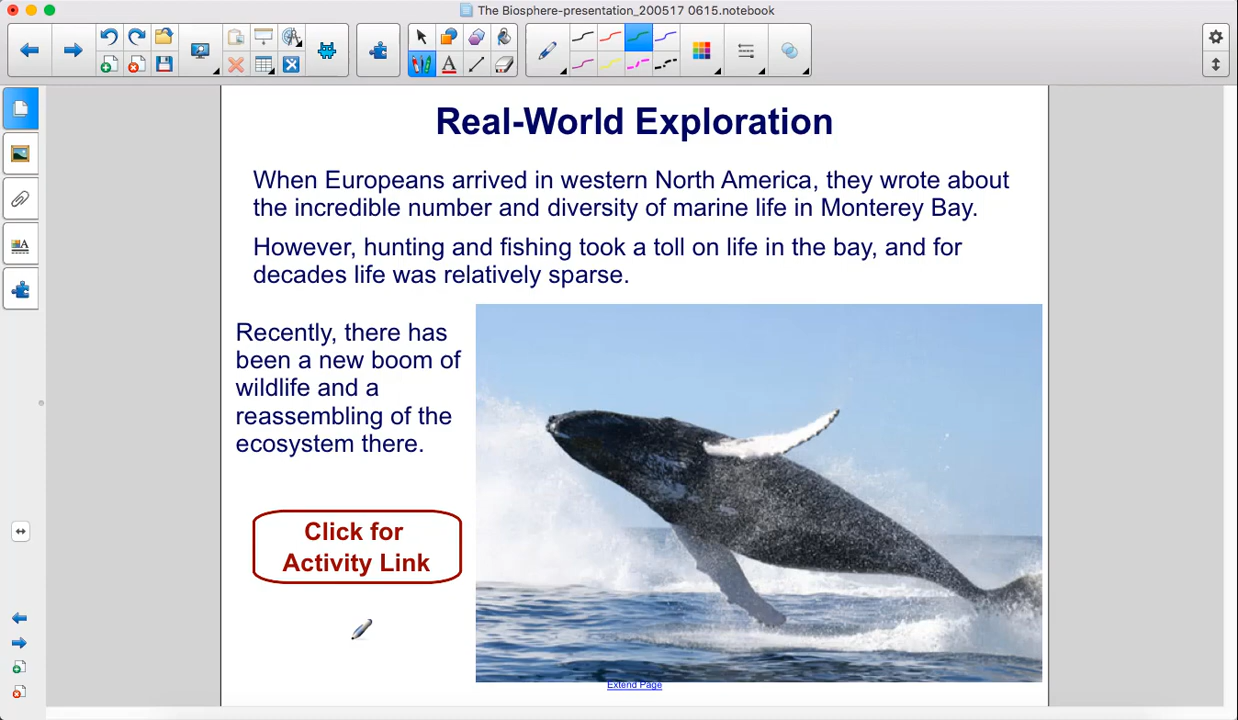 The Biosphere-presentation_200517 0615.notebook
Real-World Exploration
When Europeans arrived in western North America, they wrote about
the incredible number and diversity of marine life in Monterey Bay.
However, hunting and fishing took a toll on life in the bay, and for
decades life was relatively sparse.
Recently, there has
been a new boom of
wildlife and a
reassembling of the
ecosystem there.
Click for
Activity Link
Extend Page